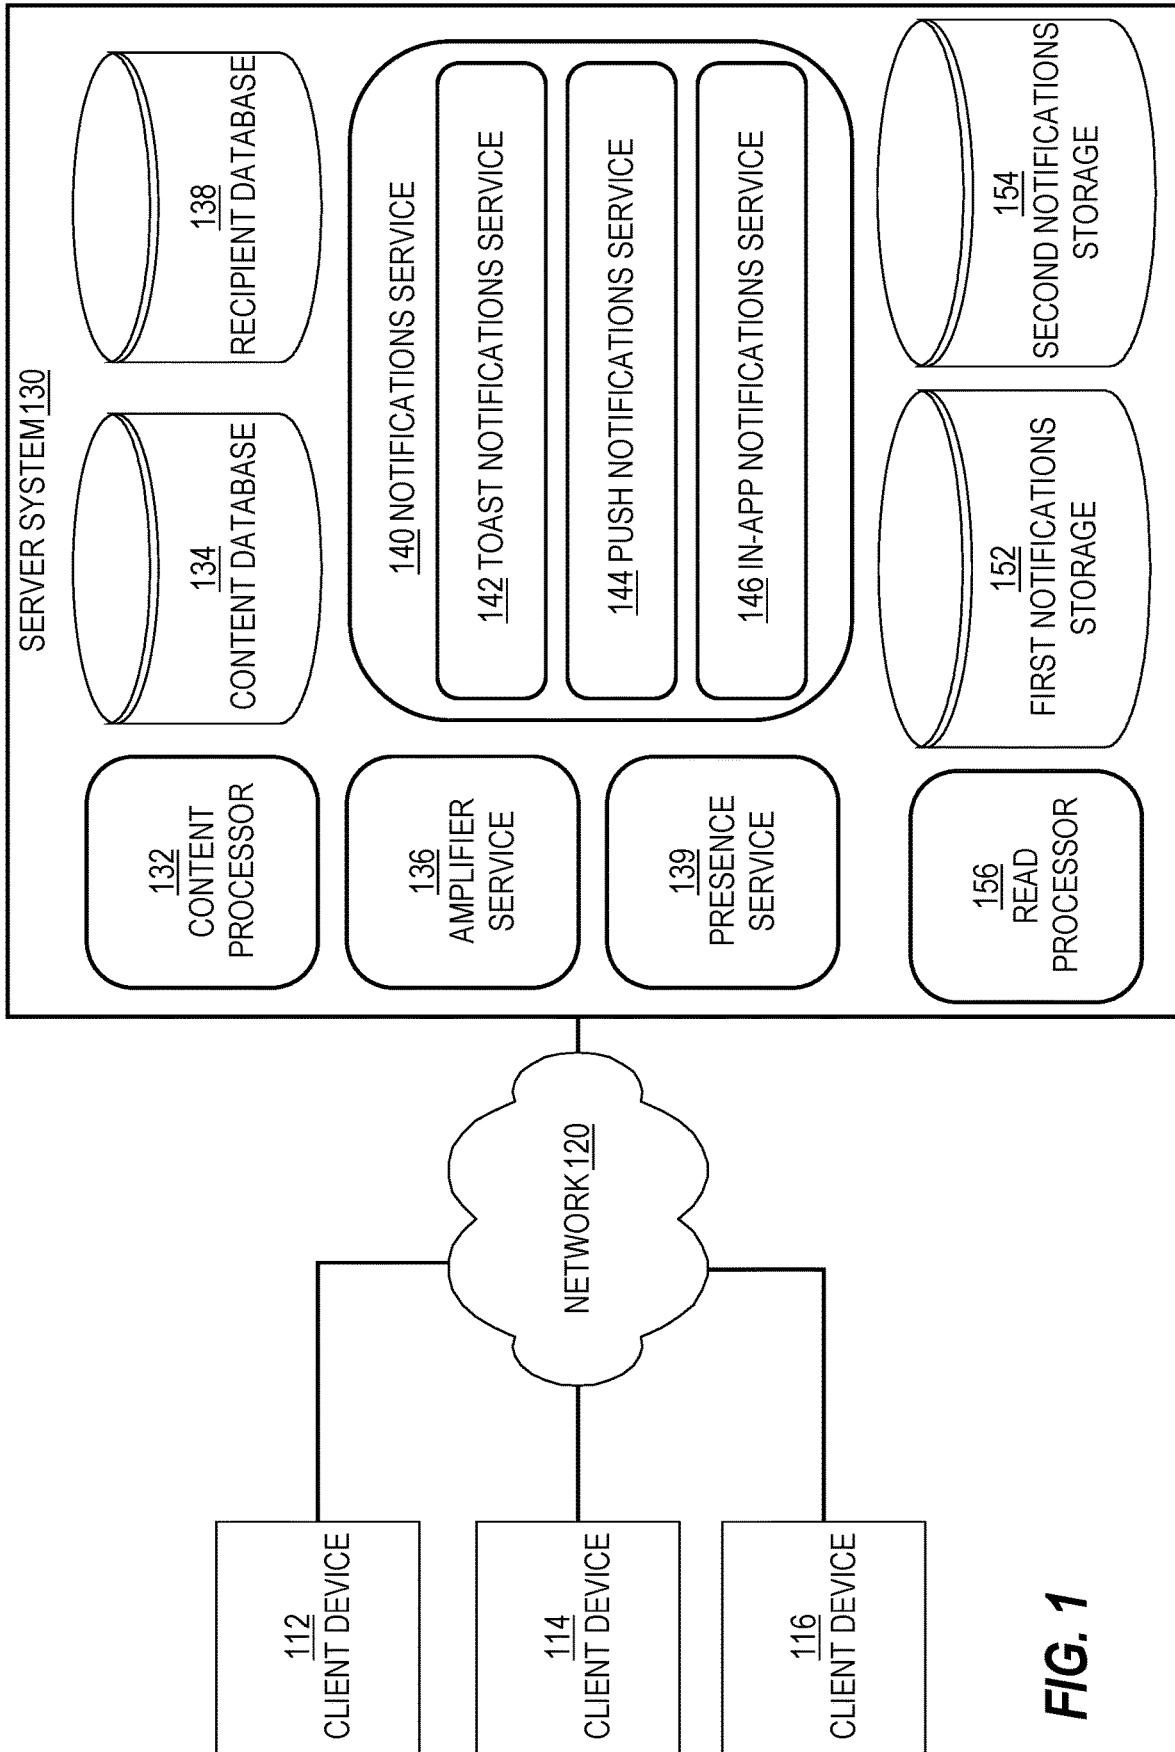 SERVER SYSTEM 130
132
CONTENT
PROCESSOR
134
CONTENT DATABASE
138
RECIPIENT DATABASE
136
AMPLIFIER
SERVICE
139
PRESENCE
SERVICE
140 NOTIFICATIONS SERVICE
142 TOAST NOTIFICATIONS SERVICE
144 PUSH NOTIFICATIONS SERVICE
146 IN-APP NOTIFICATIONS SERVICE
156
READ
PROCESSOR
152
FIRST NOTIFICATIONS
STORAGE
154
SECOND NOTIFICATIONS
STORAGE
NETWORK 120
112
CLIENT DEVICE
114
CLIENT DEVICE
116
CLIENT DEVICE
FIG. 1